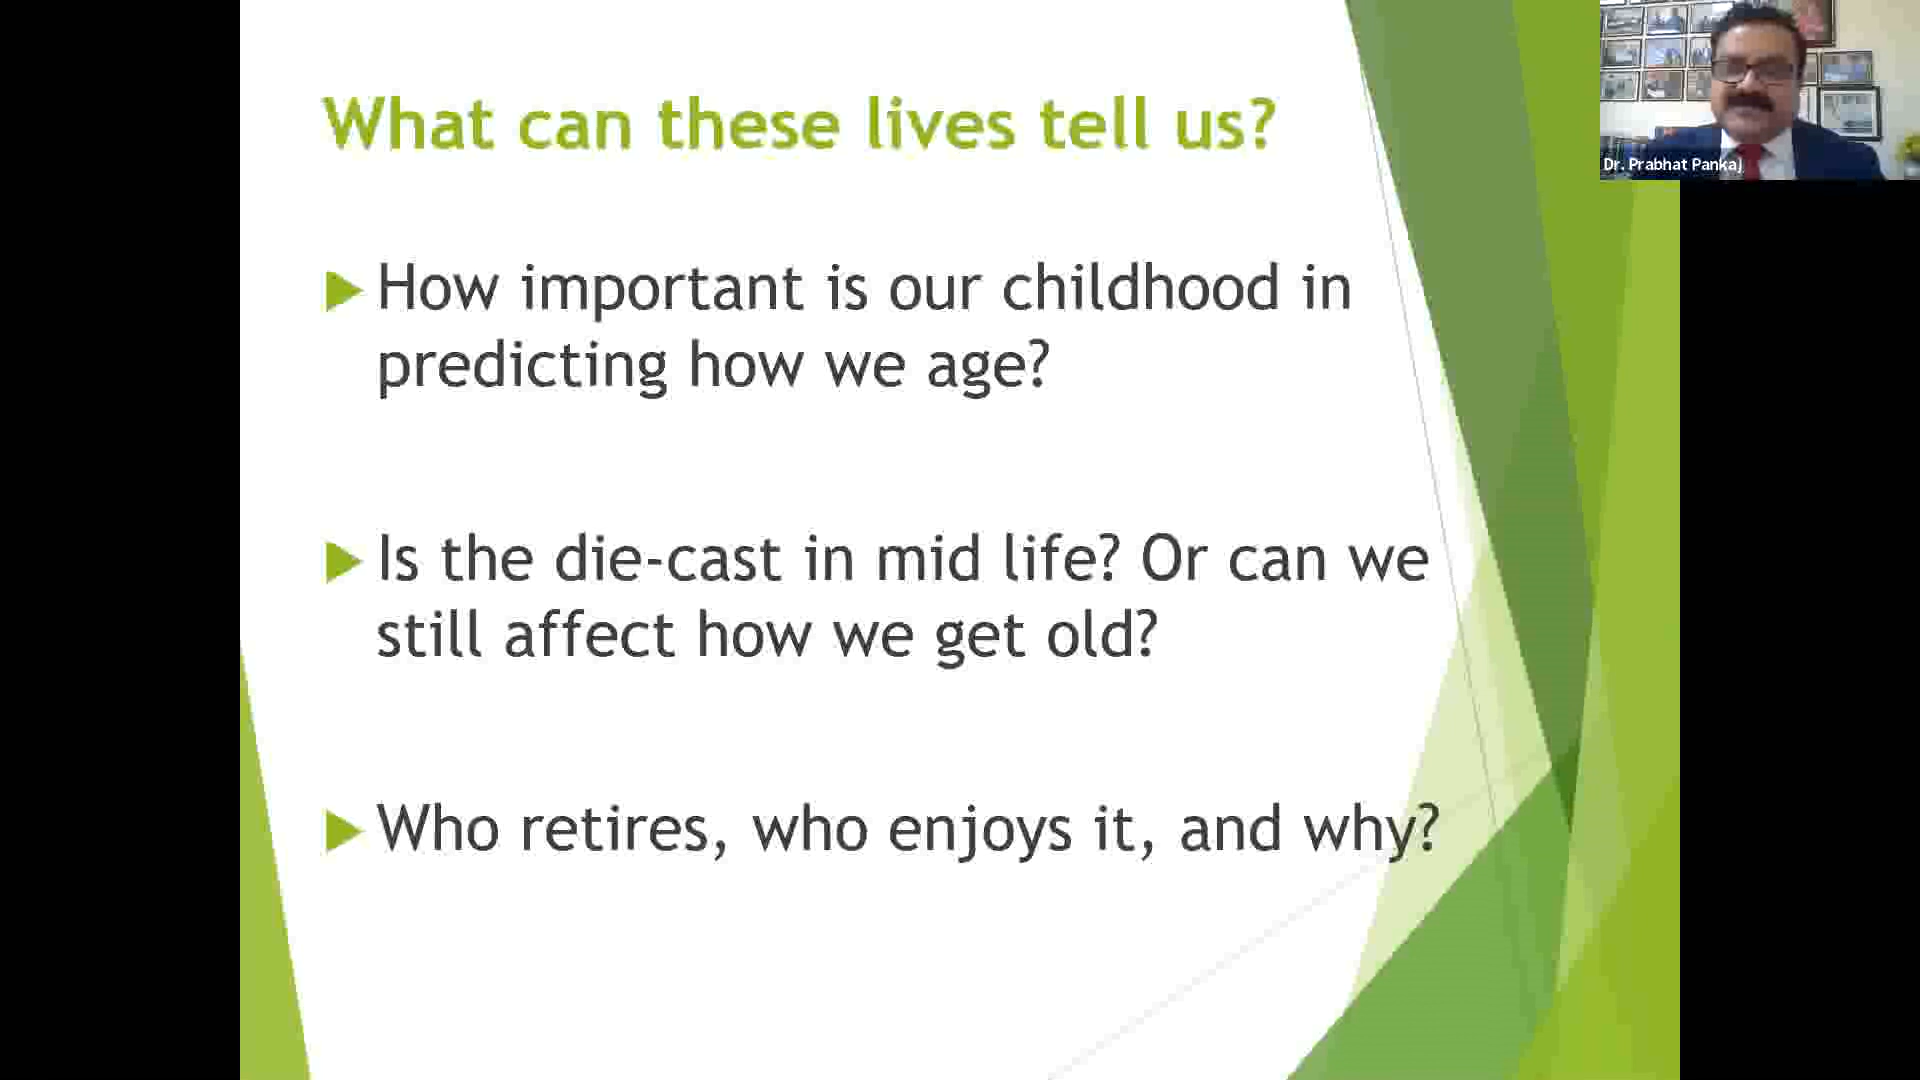 What can these lives tell us?
How important is our childhood in
predicting how we age?
Is the die-cast in mid life? Or can we
still affect how we get old?
Who retires, who enjoys it, and why?
Dr. Prabhat Pankaj